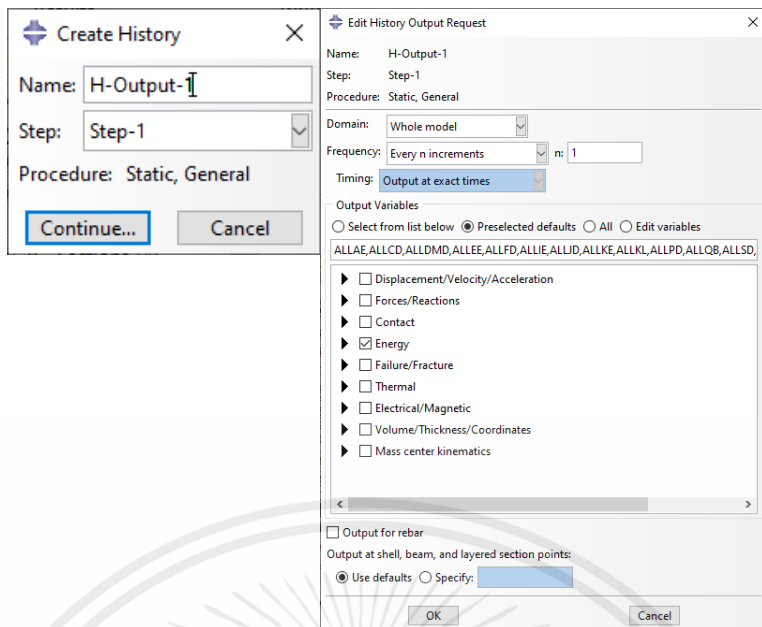 Create History
Name: H-Output-1
Step: Step-1
Procedure: Static, General
Continue... Cancel
Edit History Output Request
Name: H-Output-1
Step: Step-1
Procedure: Static, General
Domain: Whole model
Frequency: Every n increments n: 1
Timing: Output at exact times
Output Variables
Select from list below Preselected defaults All Edit variables
ALLAE,ALLCD,ALLDMD,ALLEE,ALLFD,ALLIE,ALLJD,ALLKE,ALLKL,ALLPD,ALLQB,ALLSD,
Displacement/Velocity/Acceleration
Forces/Reactions
Contact
Energy
Failure/Fracture
Thermal
Electrical/Magnetic
Volume/Thickness/Coordinates
Mass center kinematics
Output for rebar
Output at shell, beam, and layered section points:
Use defaults Specify:
OK Cancel